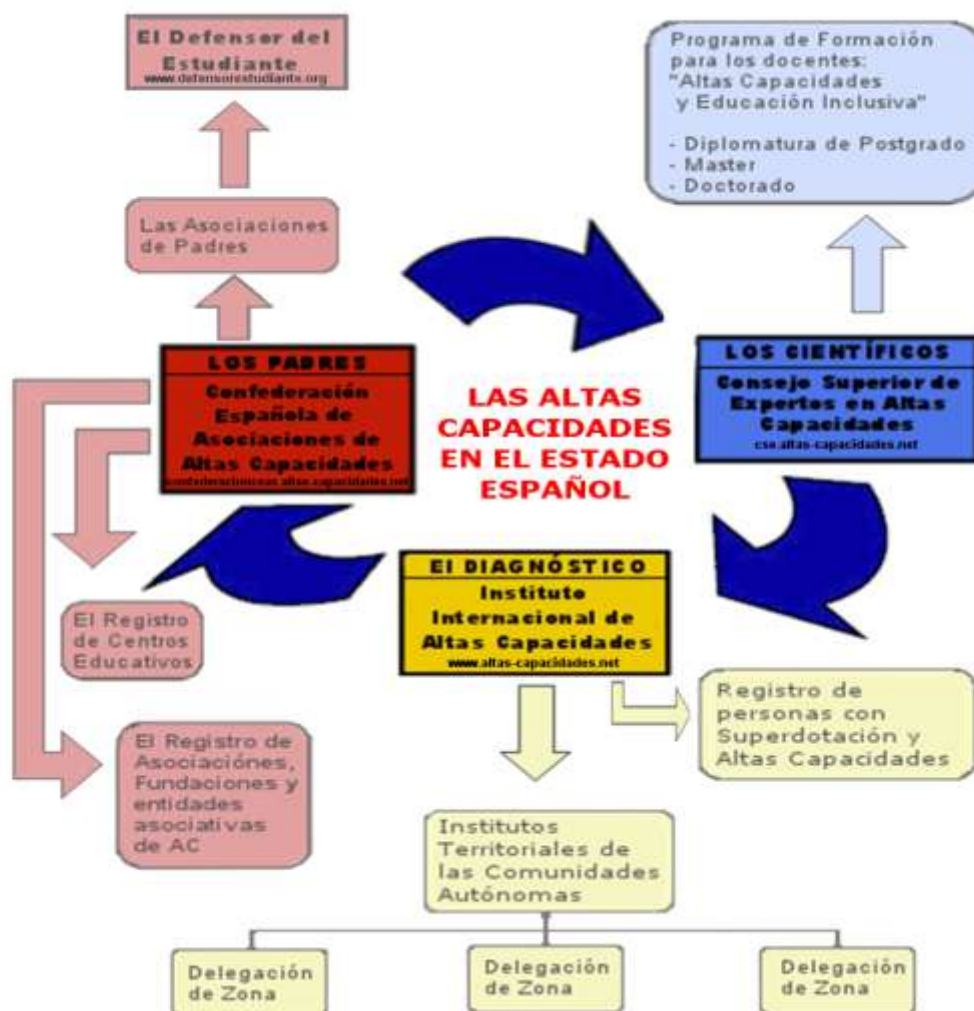 El Defensor del
Estudiante
www.defensorestudiante.org
Programa de Formación
para los docentes:
"Altas Capacidades
y Educación Inclusiva"
- Diplomatura de Postgrado
- Master
- Doctorado
Las Asociaciones
de Padres
LOS PADRES
Confederación
Española de
Asociaciones de
Altas Capacidades
confederacionceas.altas-capacidades.net
LAS ALTAS
CAPACIDADES
EN EL ESTADO
ESPAÑOL
LOS CIENTÍFICOS
Consejo Superior de
Expertos en Altas
Capacidades
cse.altas-capacidades.net
El DIAGNÓSTICO
Instituto
Internacional de
Altas Capacidades
www.altas-capacidades.net
El Registro
de Centros
Educativos
Registro de
personas con
Superdotación y
Altas Capacidades
El Registro de
Asociaciónes,
Fundaciones y
entidades
asociativas
de AC
Institutos
Territoriales de
las Comunidades
Autónomas
Delegación
de Zona
Delegación
de Zona
Delegación
de Zona